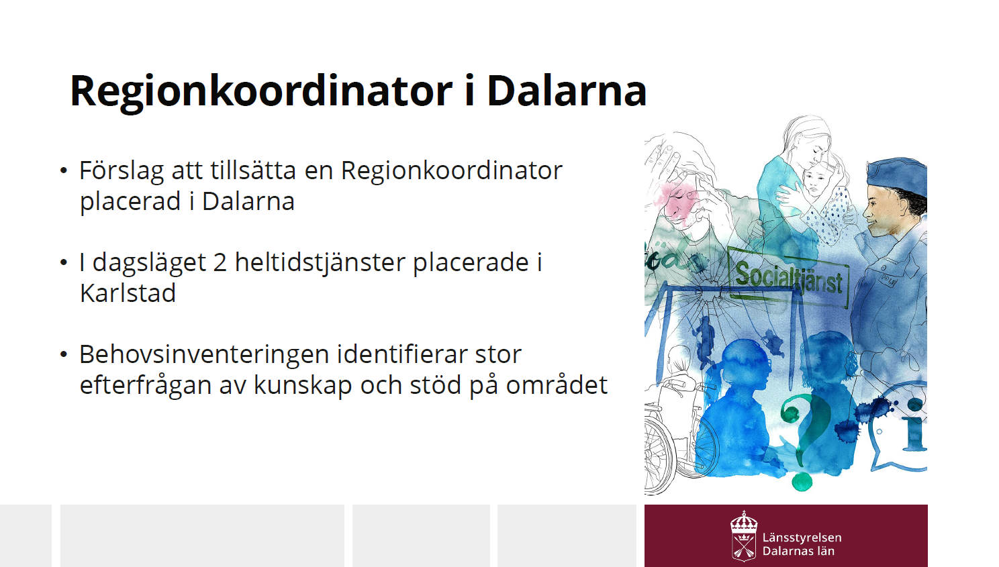 Regionkoordinator i Dalarna
• Förslag att tillsätta en Regionkoordinator
placerad i Dalarna
• I dagsläget 2 heltidstjänster placerade i
Karlstad
• Behovsinventeringen identifierar stor
efterfrågan av kunskap och stöd på området
Socialtjänst
?
i
Länsstyrelsen
Dalarnas län